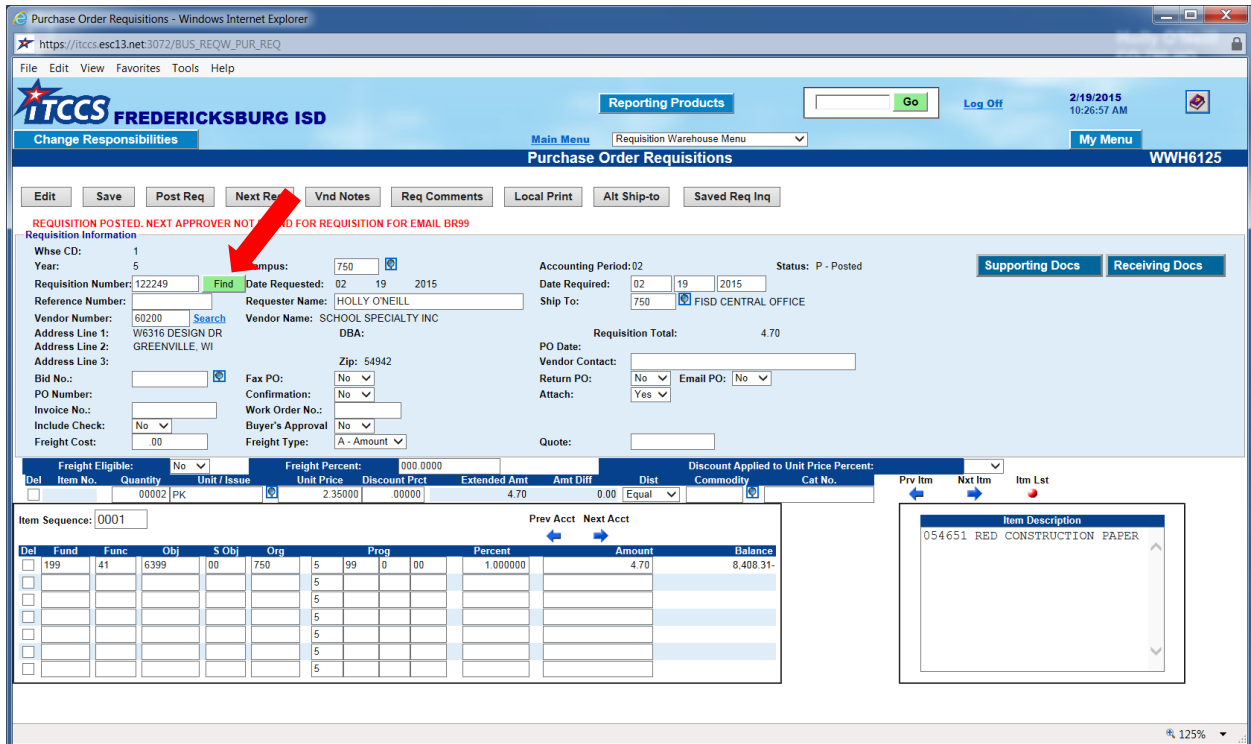 Purchase Order Requisitions - Windows Internet Explorer
https://itccs.esc13.net:3072/BUS_REQW_PUR_REQ
File Edit View Favorites Tools Help
iTCCS FREDERICKSBURG ISD
Reporting Products
Go
Log Off
2/19/2015
10:26:57 AM
Change Responsibilities
Main Menu
Requisition Warehouse Menu
My Menu
Purchase Order Requisitions
WWH6125
Edit Save Post Req Next Vnd Notes Req Comments Local Print Alt Ship-to Saved Req Inq
REQUISITION POSTED. NEXT APPROVER NOT FOR REQUISITION FOR EMAIL BR99
Requisition Information
Whse CD: 1
Year: 5 750 Accounting Period: 02 Status: P - Posted Supporting Docs Receiving Docs
Requisition Number: 122249 Find Date Requested: 02 19 2015 Date Required: 02 19 2015
Reference Number: Requester Name: HOLLY O'NEILL Ship To: 750 FISD CENTRAL OFFICE
Vendor Number: 60200 Search Vendor Name: SCHOOL SPECIALTY INC
Address Line 1: W6316 DESIGN DR DBA: Requisition Total: 4.70
Address Line 2: GREENVILLE, WI PO Date:
Address Line 3: Zip: 54942 Vendor Contact:
Bid No.: Fax PO: No Return PO: No Email PO: No
PO Number: Confirmation: No Attach: Yes
Invoice No.: Work Order No.:
Include Check: No Buyer's Approval No
Freight Cost: .00 Freight Type: A - Amount Quote:
Freight Eligible: No Freight Percent: 000.0000 Discount Applied to Unit Price Percent:
Del Item No. Quantity Unit / Issue Unit Price Discount Prct Extended Amt Amt Diff Dist Commodity Cat No. Prv Itm Nxt Itm Itm Lst
00002 PK 2.35000 .00000 4.70 0.00 Equal
Item Sequence: 0001 Prev Acct Next Acct
Del Fund Func Obj S Obj Org Prog Percent Amount Balance
199 41 6399 00 750 5 99 0 00 1.000000 4.70 8,408.31-
5
5
5
5
5
5
Item Description
054651 RED CONSTRUCTION PAPER
125%